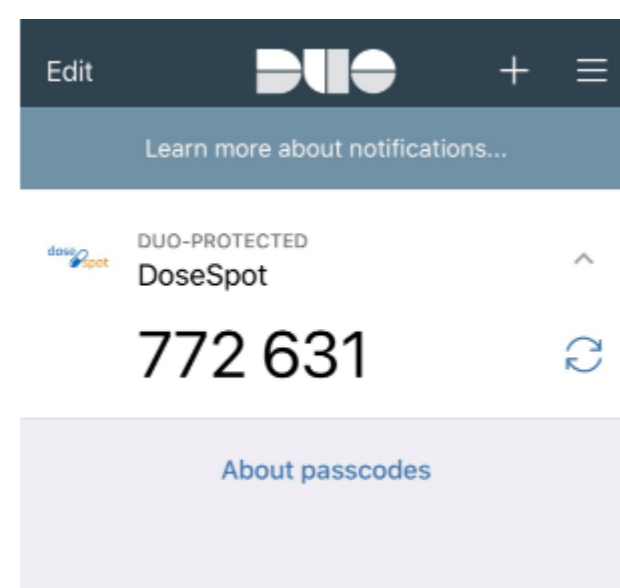 Edit
DUO
Learn more about notifications...
dose spot
DUO-PROTECTED
DoseSpot
772 631
About passcodes